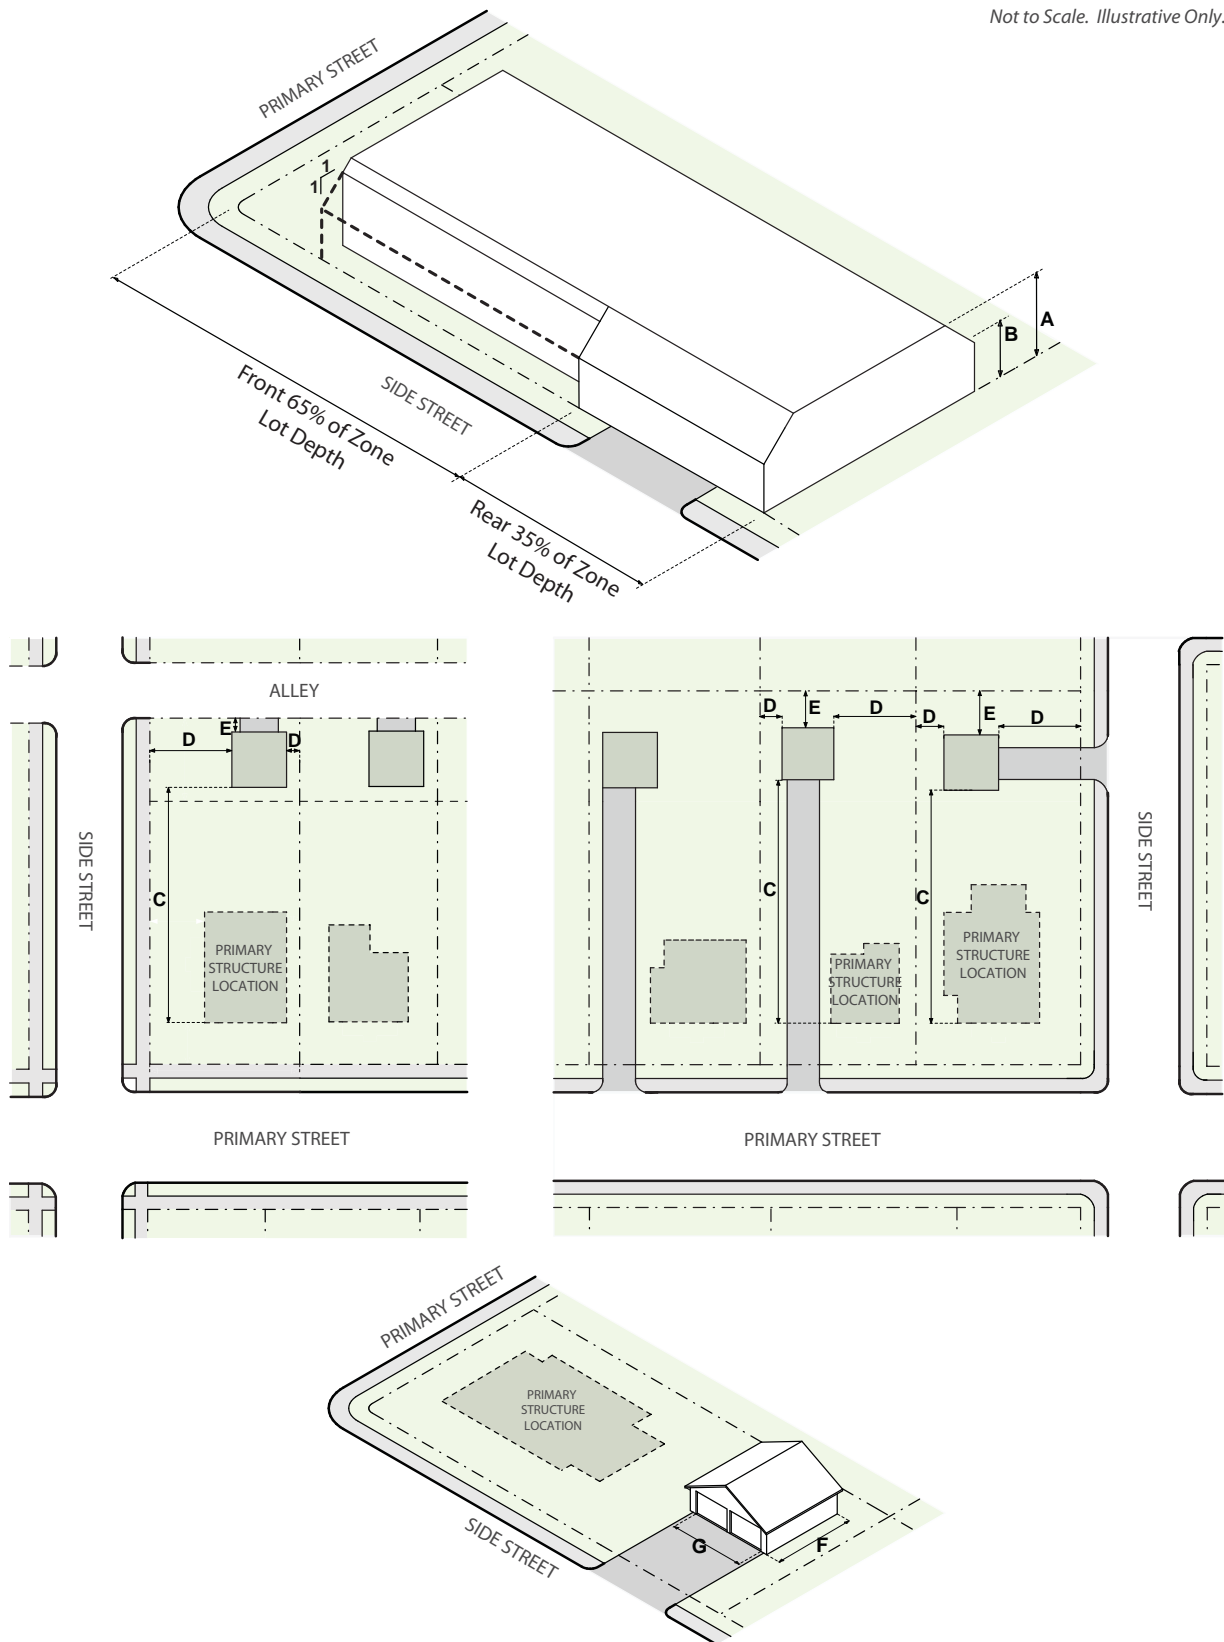 Not to Scale. Illustrative Only.
PRIMARY STREET
1
1
A
B
Front 65% of Zone
Lot Depth
SIDE STREET
Rear 35% of Zone
Lot Depth
ALLEY
E
D
D
C
SIDE STREET
PRIMARY
STRUCTURE
LOCATION
PRIMARY STREET
D
E
D
D
E
D
C
C
SIDE STREET
PRIMARY
STRUCTURE
LOCATION
PRIMARY
STRUCTURE
LOCATION
PRIMARY STREET
PRIMARY STREET
PRIMARY
STRUCTURE
LOCATION
SIDE STREET
G
F